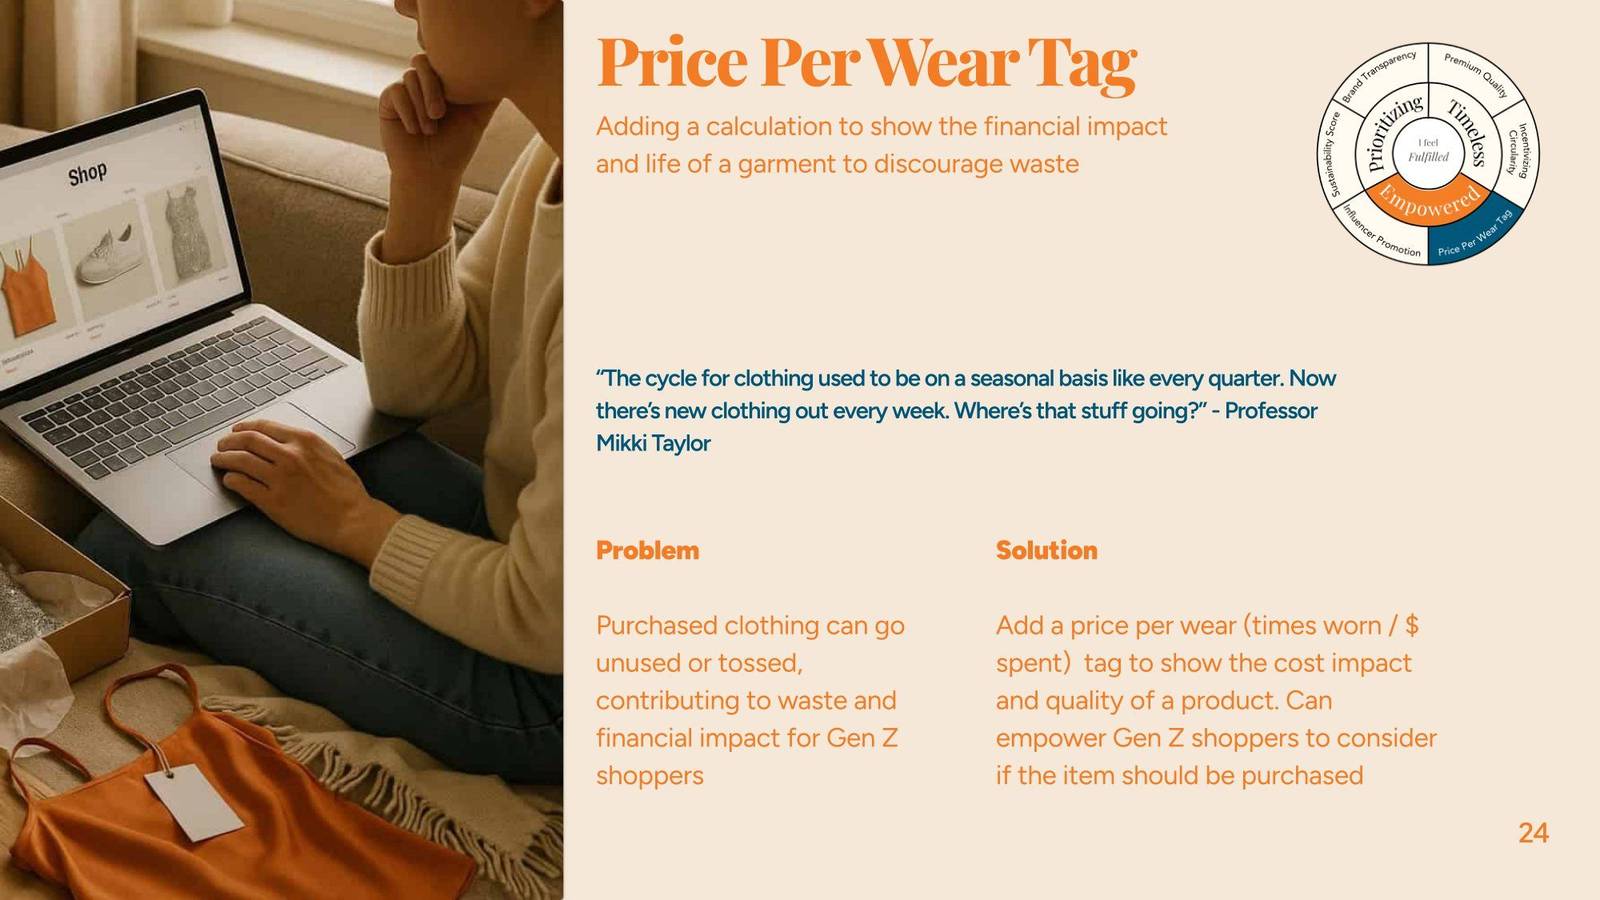 Shop
Price Per Wear Tag
Adding a calculation to show the financial impact
and life of a garment to discourage waste
Brand Transparency
Premium Quality
Sustainability Score
Prioritizing
Timeless
Incentivizing
Circularity
I feel
Fulfilled
Empowered
Influencer Promotion
Price Per Wear Tag
“The cycle for clothing used to be on a seasonal basis like every quarter. Now
there’s new clothing out every week. Where’s that stuff going?” - Professor
Mikki Taylor
Problem
Purchased clothing can go
unused or tossed,
contributing to waste and
financial impact for Gen Z
shoppers
Solution
Add a price per wear (times worn / $
spent)  tag to show the cost impact
and quality of a product. Can
empower Gen Z shoppers to consider
if the item should be purchased
24